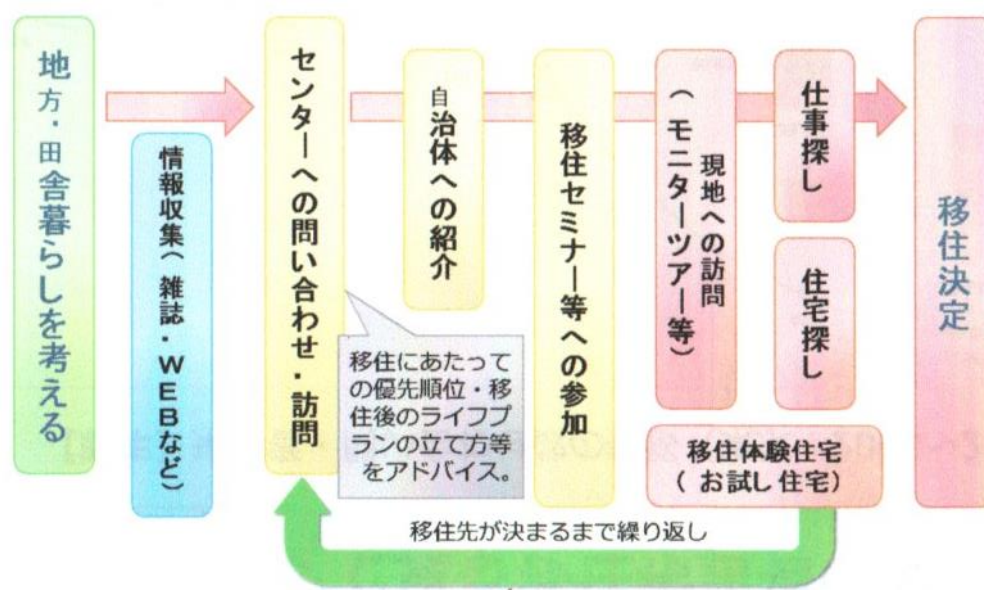 地方・田舎暮らしを考える
情報収集(雑誌・WEBなど)
センターへの問い合わせ・訪問
自治体への紹介
移住にあたって
の優先順位・移
住後のライフプ
ランの立て方等
をアドバイス。
移住セミナー等への参加
現地への訪問
(モニターツアー等)
仕事探し
住宅探し
移住体験住宅
(お試し住宅)
移住決定
移住先が決まるまで繰り返し